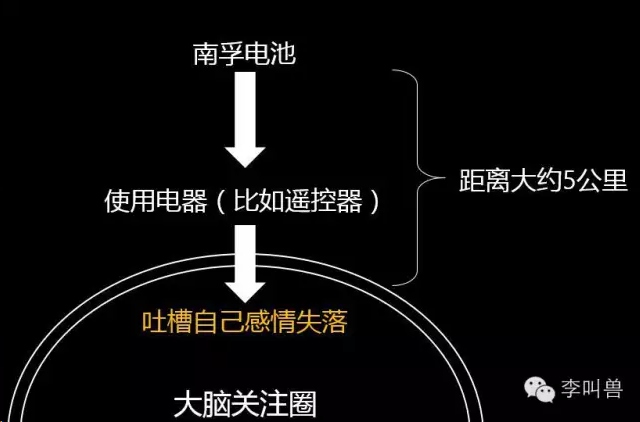 南孚电池
使用电器（比如遥控器）
距离大约5公里
吐槽自己感情失落
大脑关注圈
李叫兽